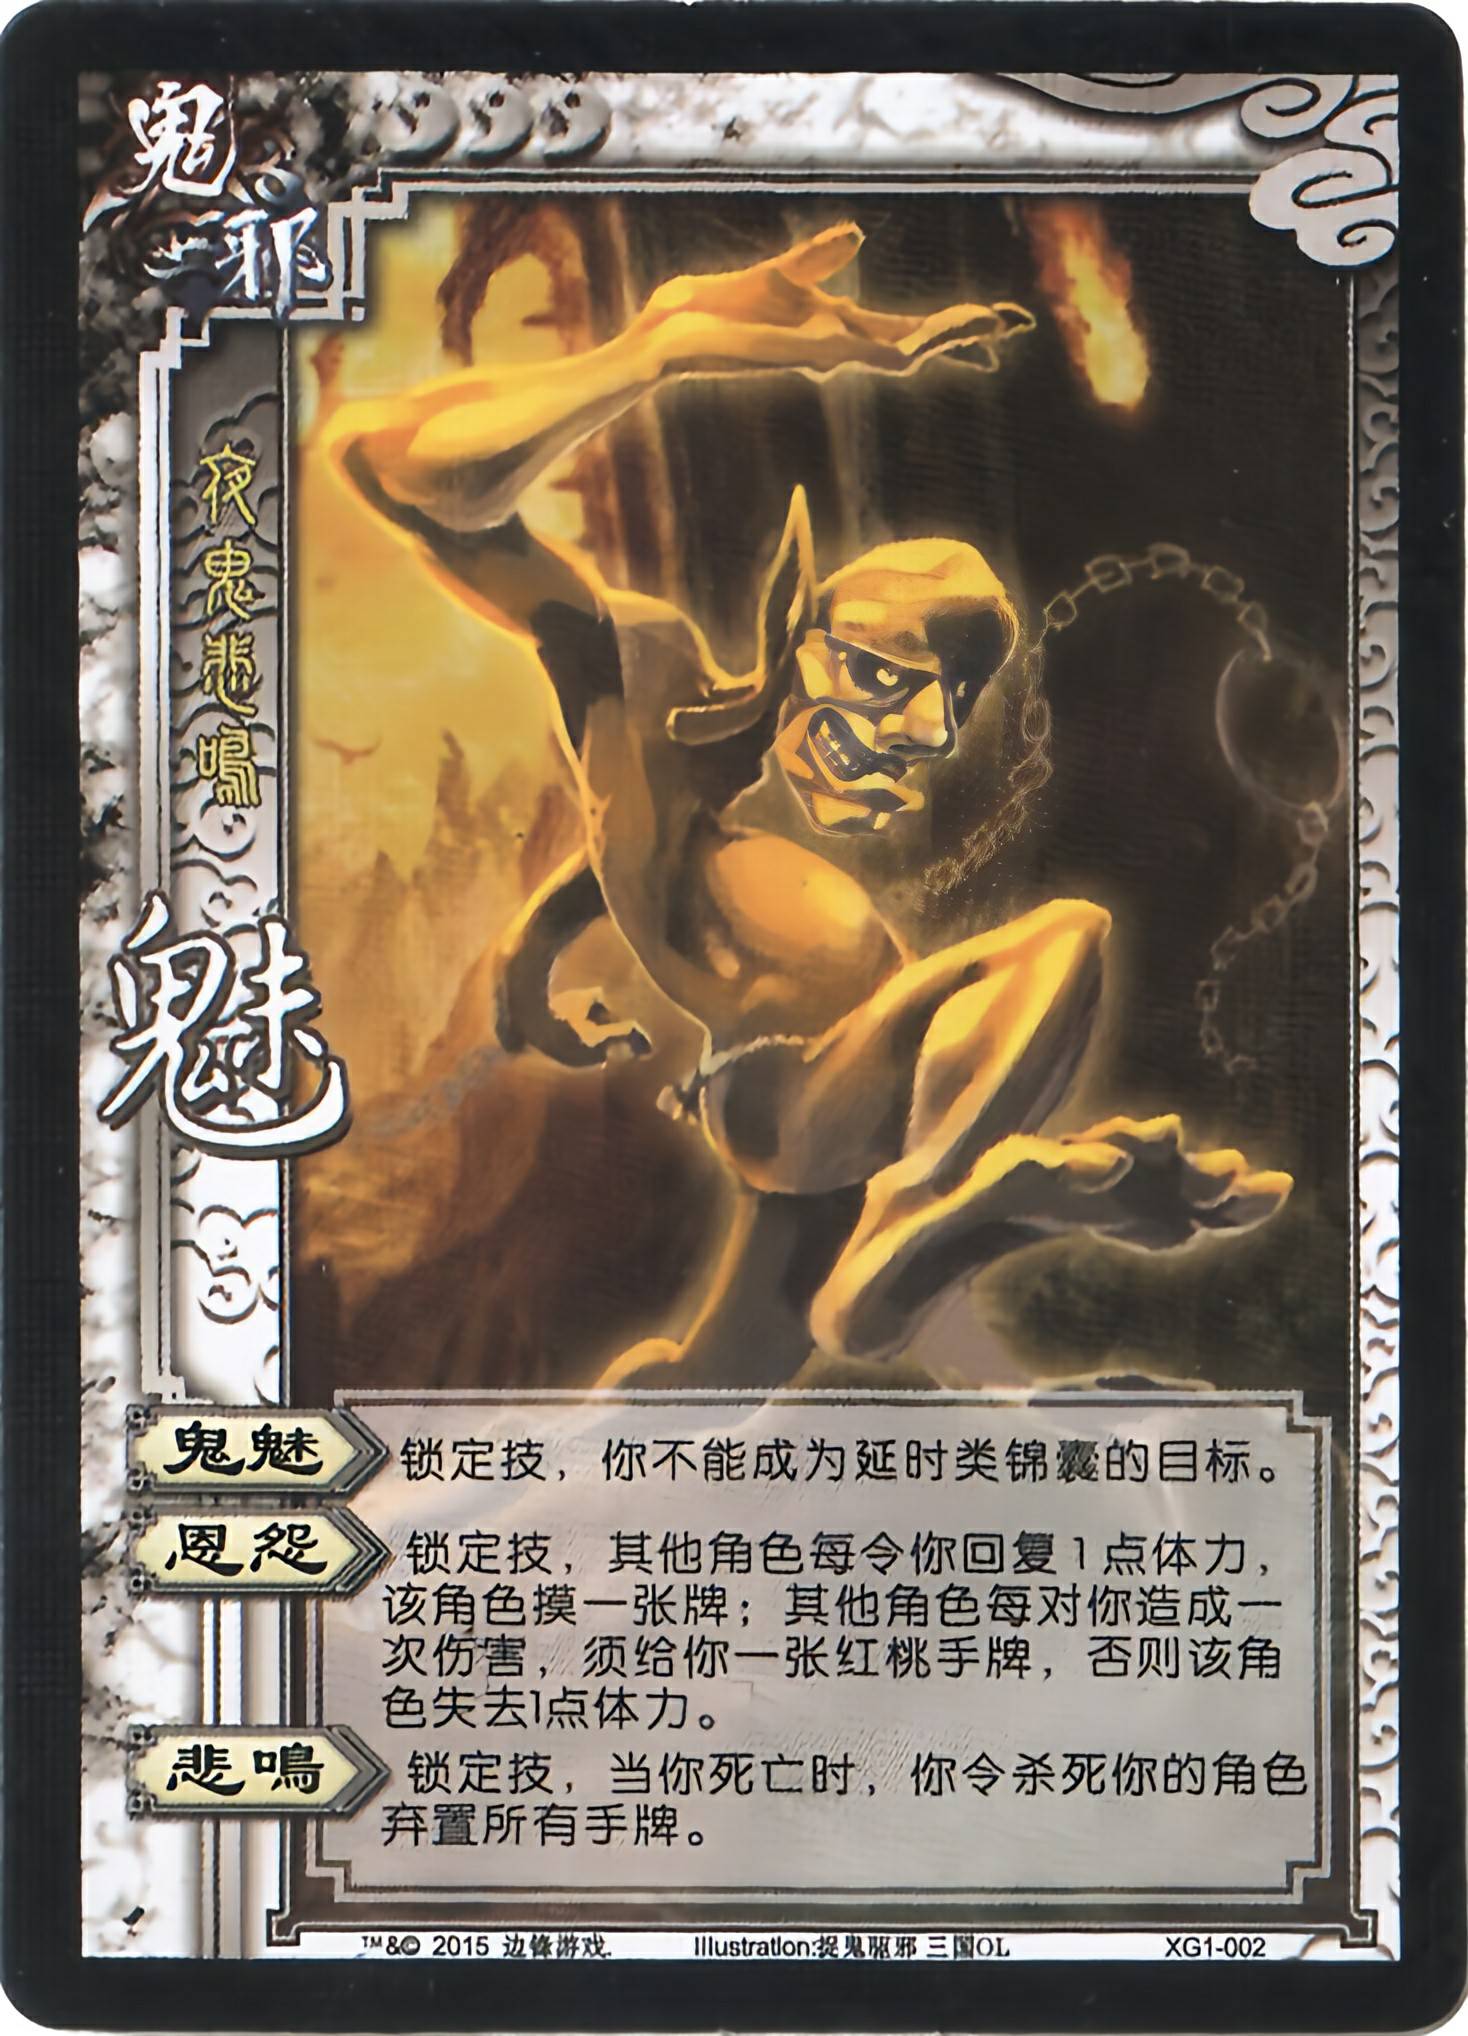 鬼
邪
夜鬼悲鳴
魅
鬼魅
锁定技，你不能成为延时类锦囊的目标。
恩怨
锁定技，其他角色每令你回复1点体力，
该角色摸一张牌；其他角色每对你造成一
次伤害，须给你一张红桃手牌，否则该角
色失去1点体力。
悲鳴
锁定技，当你死亡时，你令杀死你的角色
弃置所有手牌。
™&© 2015 边锋游戏.
Illustration:捉鬼驱邪 三国OL
XG1-002